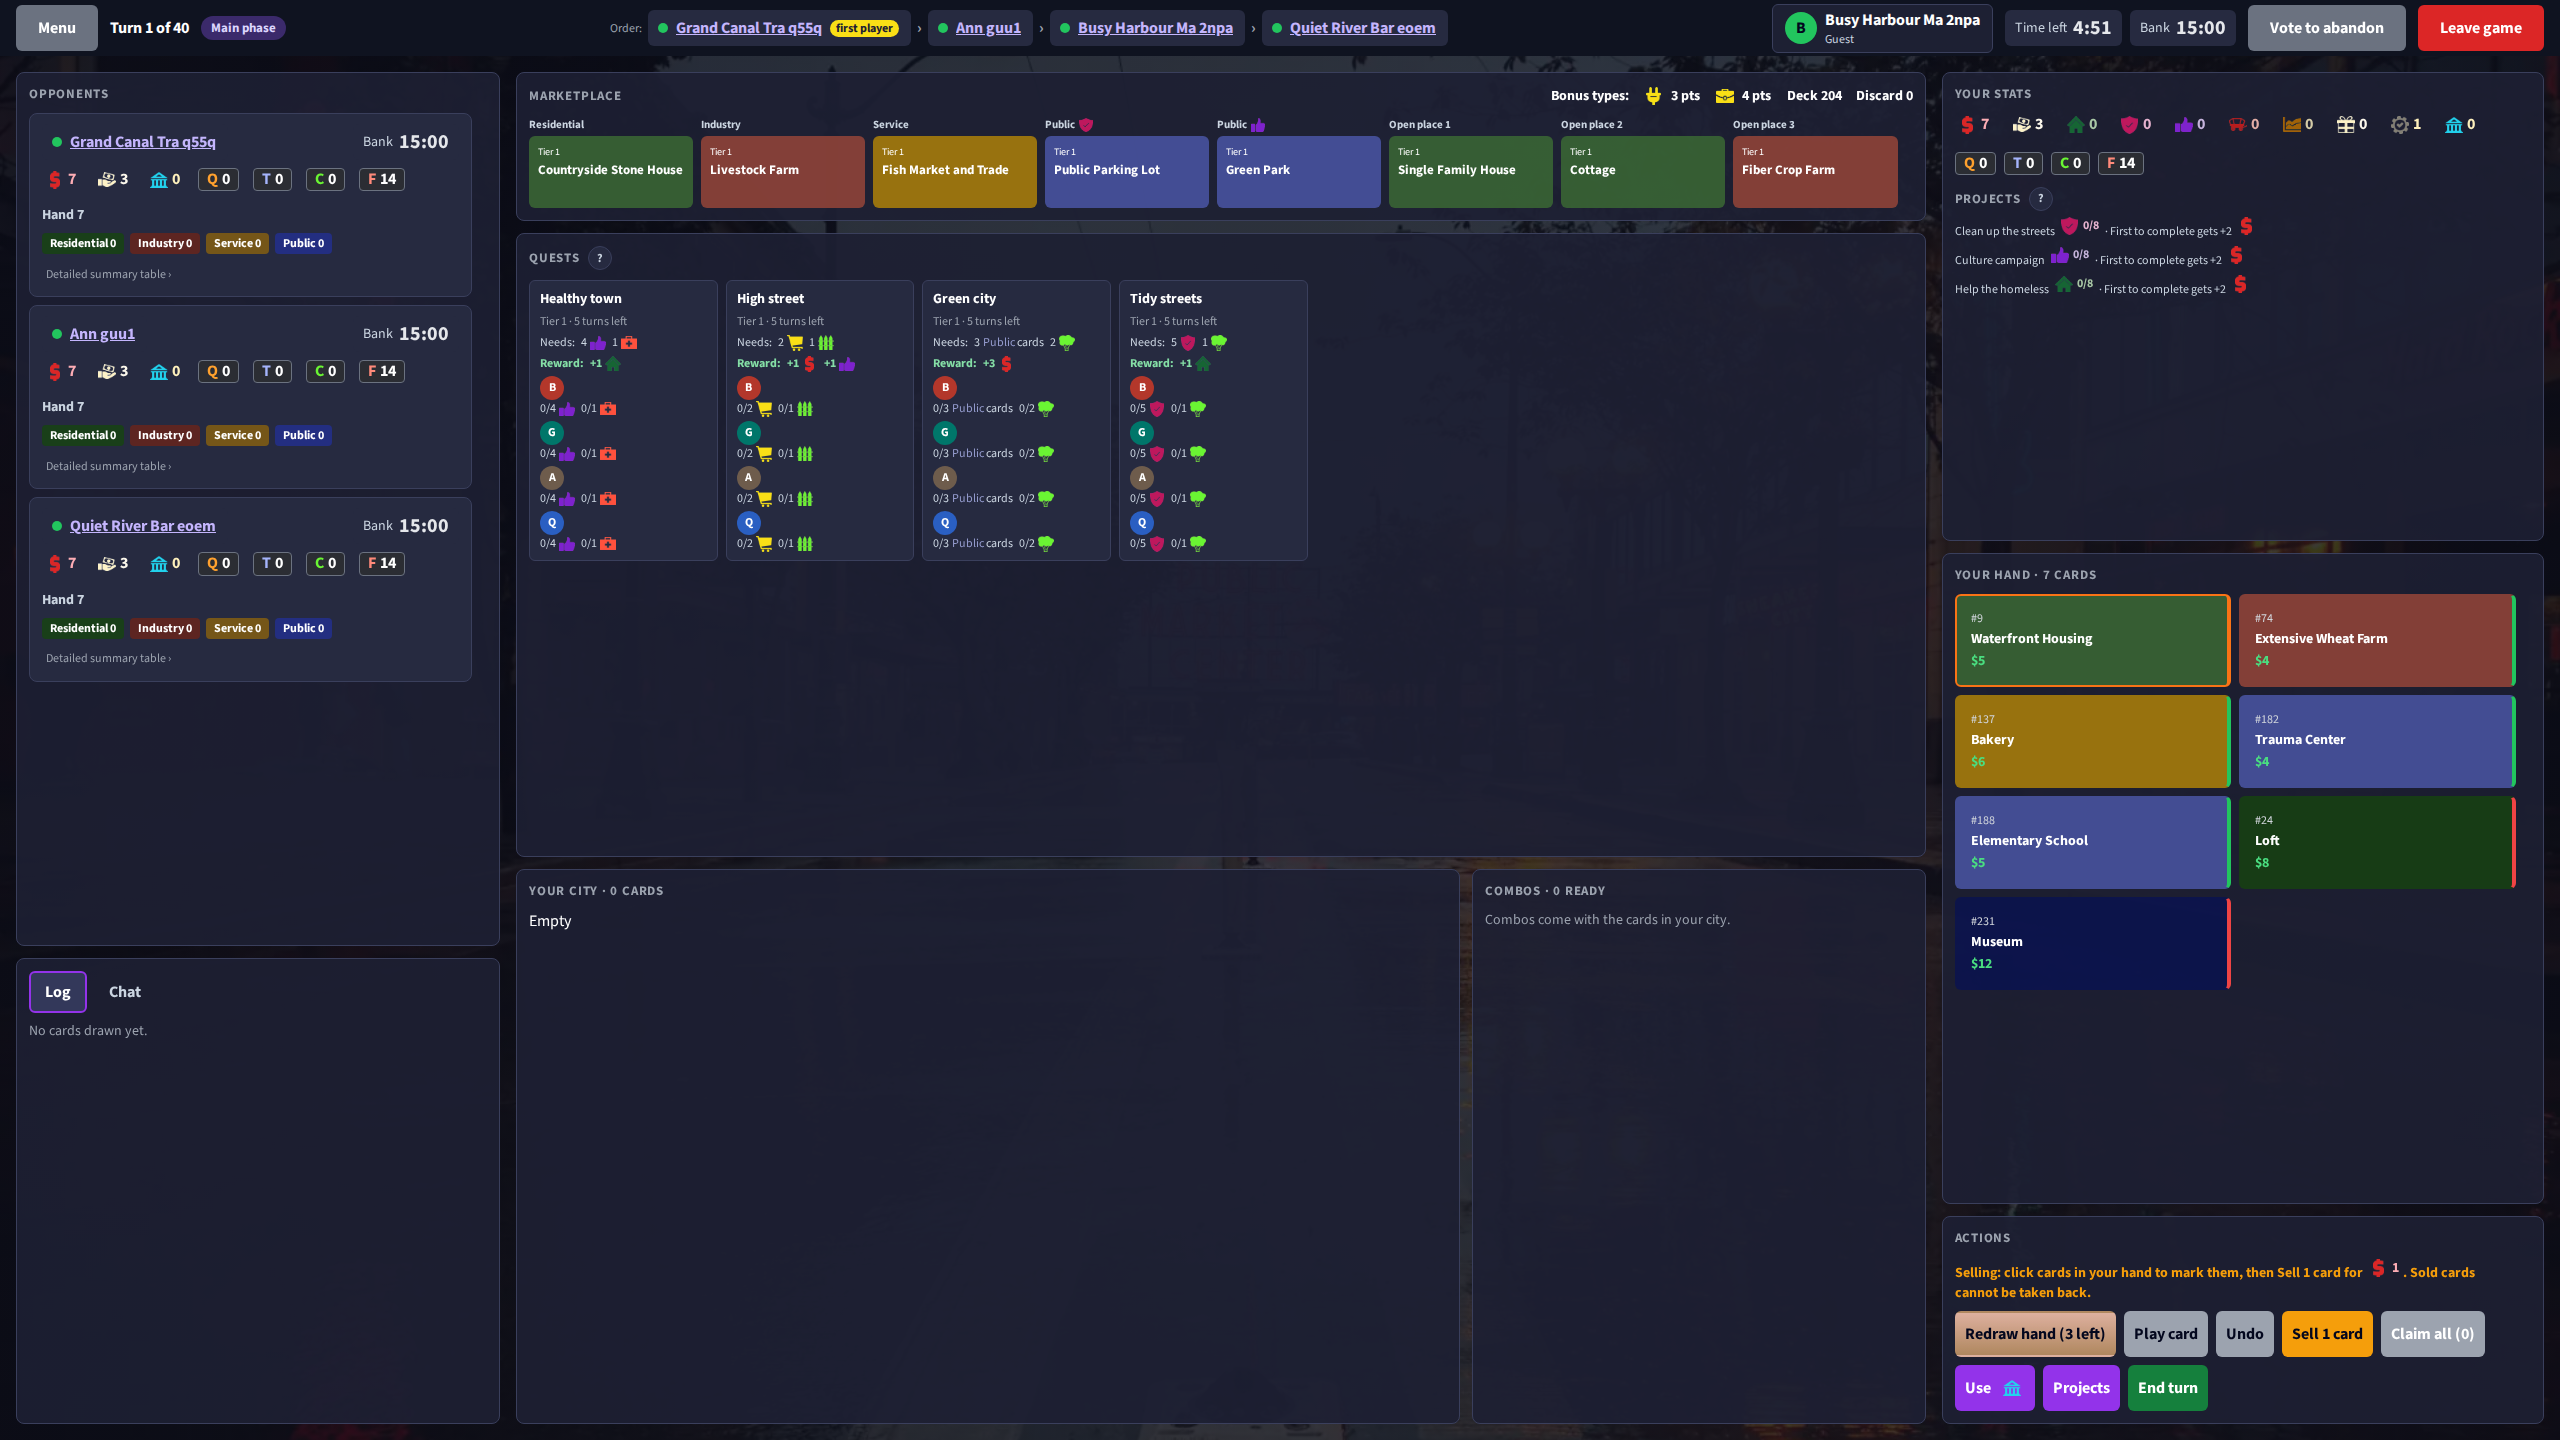 Menu
Turn 1 of 40
Main phase
Order:
Grand Canal Tra q55q first player › Ann guu1 › Busy Harbour Ma 2npa › Quiet River Bar eoem
B
Busy Harbour Ma 2npa
Guest
Time left 4:51
Bank 15:00
Vote to abandon
Leave game
OPPONENTS
Grand Canal Tra q55q
Bank 15:00
7 3 0 Q 0 T 0 C 0 F 14
Hand 7
Residential 0 Industry 0 Service 0 Public 0
Detailed summary table ›
Ann guu1
Bank 15:00
7 3 0 Q 0 T 0 C 0 F 14
Hand 7
Residential 0 Industry 0 Service 0 Public 0
Detailed summary table ›
Quiet River Bar eoem
Bank 15:00
7 3 0 Q 0 T 0 C 0 F 14
Hand 7
Residential 0 Industry 0 Service 0 Public 0
Detailed summary table ›
Log
Chat
No cards drawn yet.
MARKETPLACE
Bonus types: 3 pts 4 pts Deck 204 Discard 0
Residential
Tier 1
Countryside Stone House
Industry
Tier 1
Livestock Farm
Service
Tier 1
Fish Market and Trade
Public
Tier 1
Public Parking Lot
Public
Tier 1
Green Park
Open place 1
Tier 1
Single Family House
Open place 2
Tier 1
Cottage
Open place 3
Tier 1
Fiber Crop Farm
QUESTS ?
Healthy town
Tier 1 · 5 turns left
Needs: 4 1
Reward: +1
B
0/4 0/1
G
0/4 0/1
A
0/4 0/1
Q
0/4 0/1
High street
Tier 1 · 5 turns left
Needs: 2 1
Reward: +1 +1
B
0/2 0/1
G
0/2 0/1
A
0/2 0/1
Q
0/2 0/1
Green city
Tier 1 · 5 turns left
Needs: 3 Public cards 2
Reward: +3
B
0/3 Public cards 0/2
G
0/3 Public cards 0/2
A
0/3 Public cards 0/2
Q
0/3 Public cards 0/2
Tidy streets
Tier 1 · 5 turns left
Needs: 5 1
Reward: +1
B
0/5 0/1
G
0/5 0/1
A
0/5 0/1
Q
0/5 0/1
YOUR CITY · 0 CARDS
Empty
COMBOS · 0 READY
Combos come with the cards in your city.
YOUR STATS
7 3 0 0 0 0 0 0 1 0
Q 0 T 0 C 0 F 14
PROJECTS ?
Clean up the streets 0/8 · First to complete gets +2
Culture campaign 0/8 · First to complete gets +2
Help the homeless 0/8 · First to complete gets +2
YOUR HAND · 7 CARDS
#9
Waterfront Housing
$5
#74
Extensive Wheat Farm
$4
#137
Bakery
$6
#182
Trauma Center
$4
#188
Elementary School
$5
#24
Loft
$8
#231
Museum
$12
ACTIONS
Selling: click cards in your hand to mark them, then Sell 1 card for 1 . Sold cards
cannot be taken back.
Redraw hand (3 left)
Play card
Undo
Sell 1 card
Claim all (0)
Use
Projects
End turn